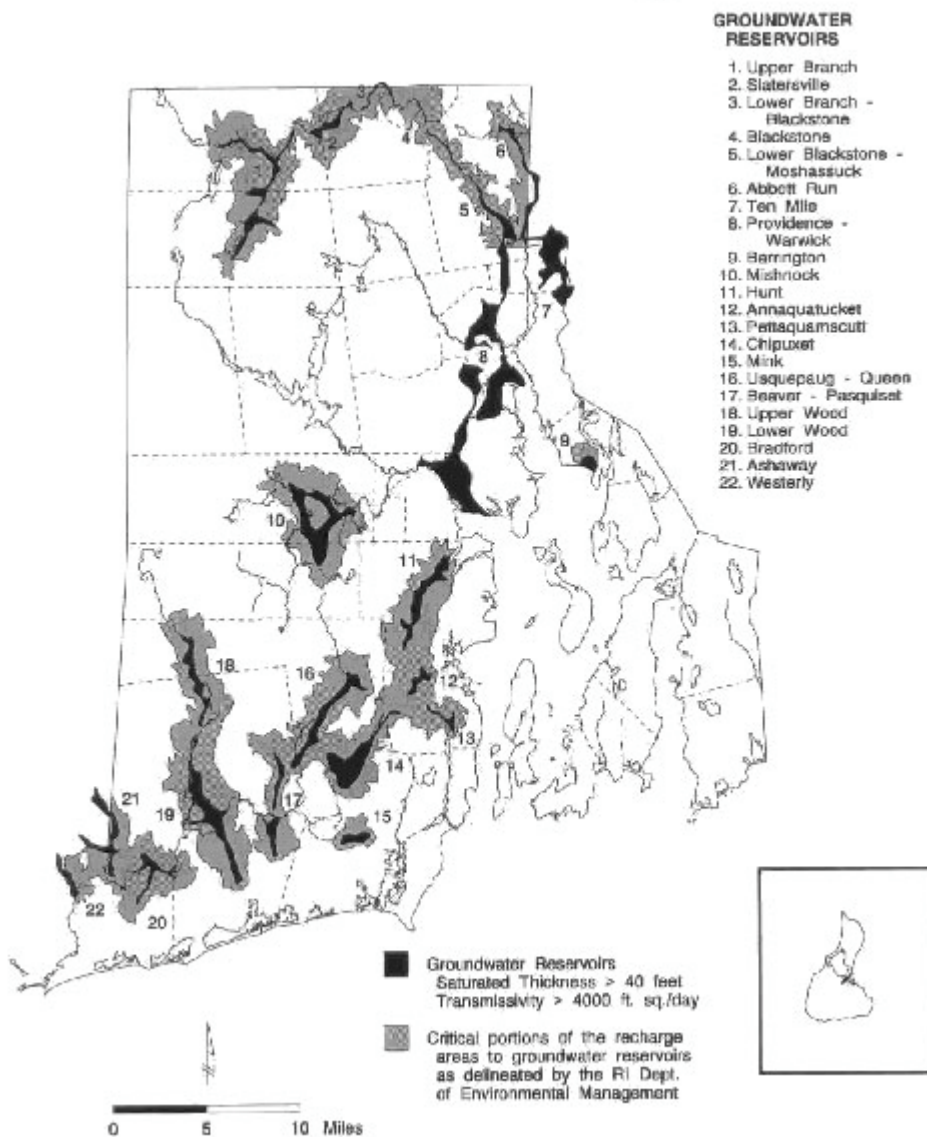 GROUNDWATER
RESERVOIRS
1. Upper Branch
2. Slatersville
3. Lower Branch -
Blackstone
4. Blackstone
5. Lower Blackstone -
Moshassuck
6. Abbott Run
7. Ten Mile
8. Providence -
Warwick
9. Barrington
10. Mishnock
11. Hunt
12. Annaquatucket
13. Pettaquamscutt
14. Chipuxet
15. Mink
16. Usquepaug - Queen
17. Beaver - Pasquiset
18. Upper Wood
19. Lower Wood
20. Bradford
21. Ashaway
22. Westerly
1
2
3
4
5
6
7
8
9
10
11
12
13
14
15
16
17
18
19
20
21
22
Groundwater Reservoirs
Saturated Thickness > 40 feet
Transmissivity > 4000 ft. sq./day
Critical portions of the recharge
areas to groundwater reservoirs
as delineated by the RI Dept.
of Environmental Management
0 5 10 Miles